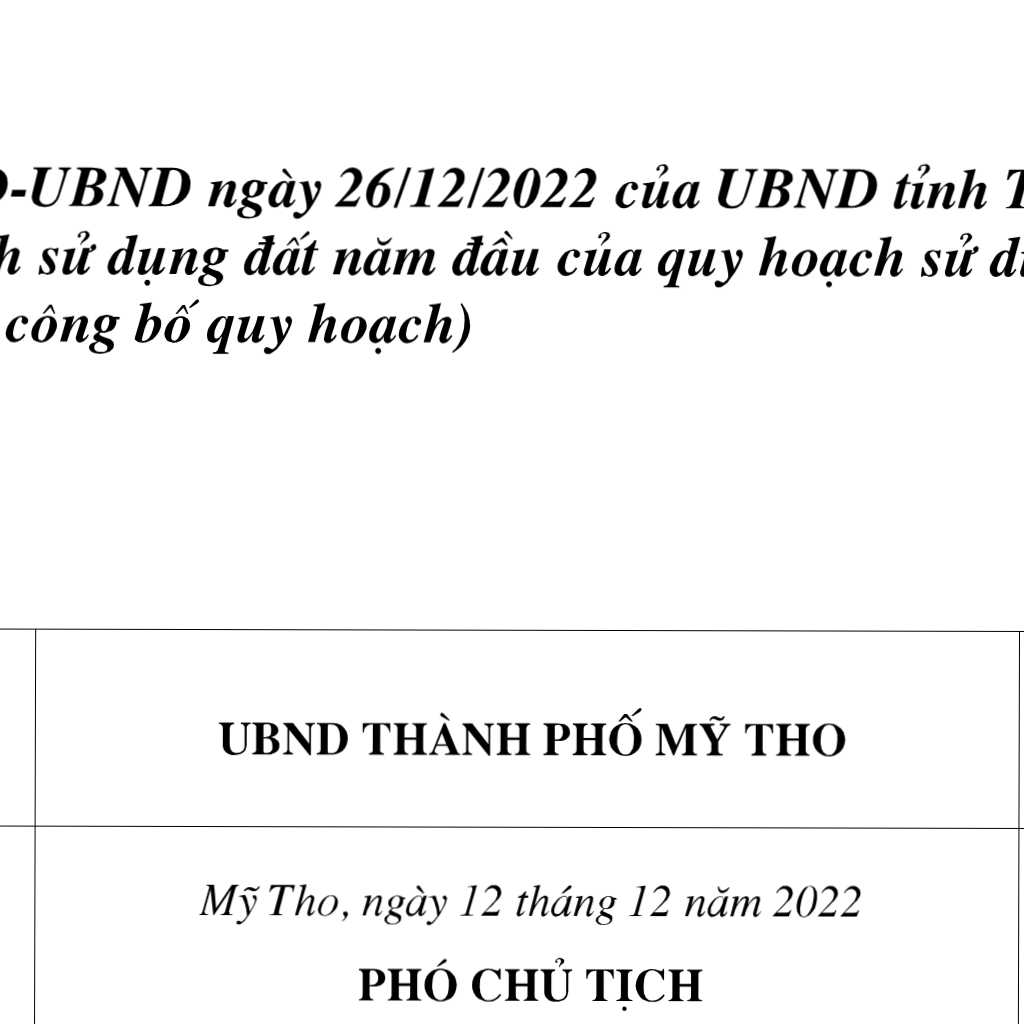 -UBND ngày 26/12/2022 của UBND tỉnh
sử dụng đất năm đầu của quy hoạch sử
công bố quy hoạch)
UBND THÀNH PHỐ MỸ THO
Mỹ Tho, ngày 12 tháng 12 năm 2022
PHÓ CHỦ TỊCH